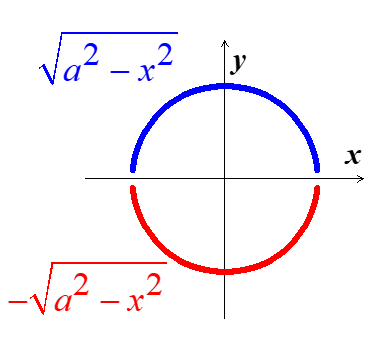 √a² − x²
y
x
−√a² − x²